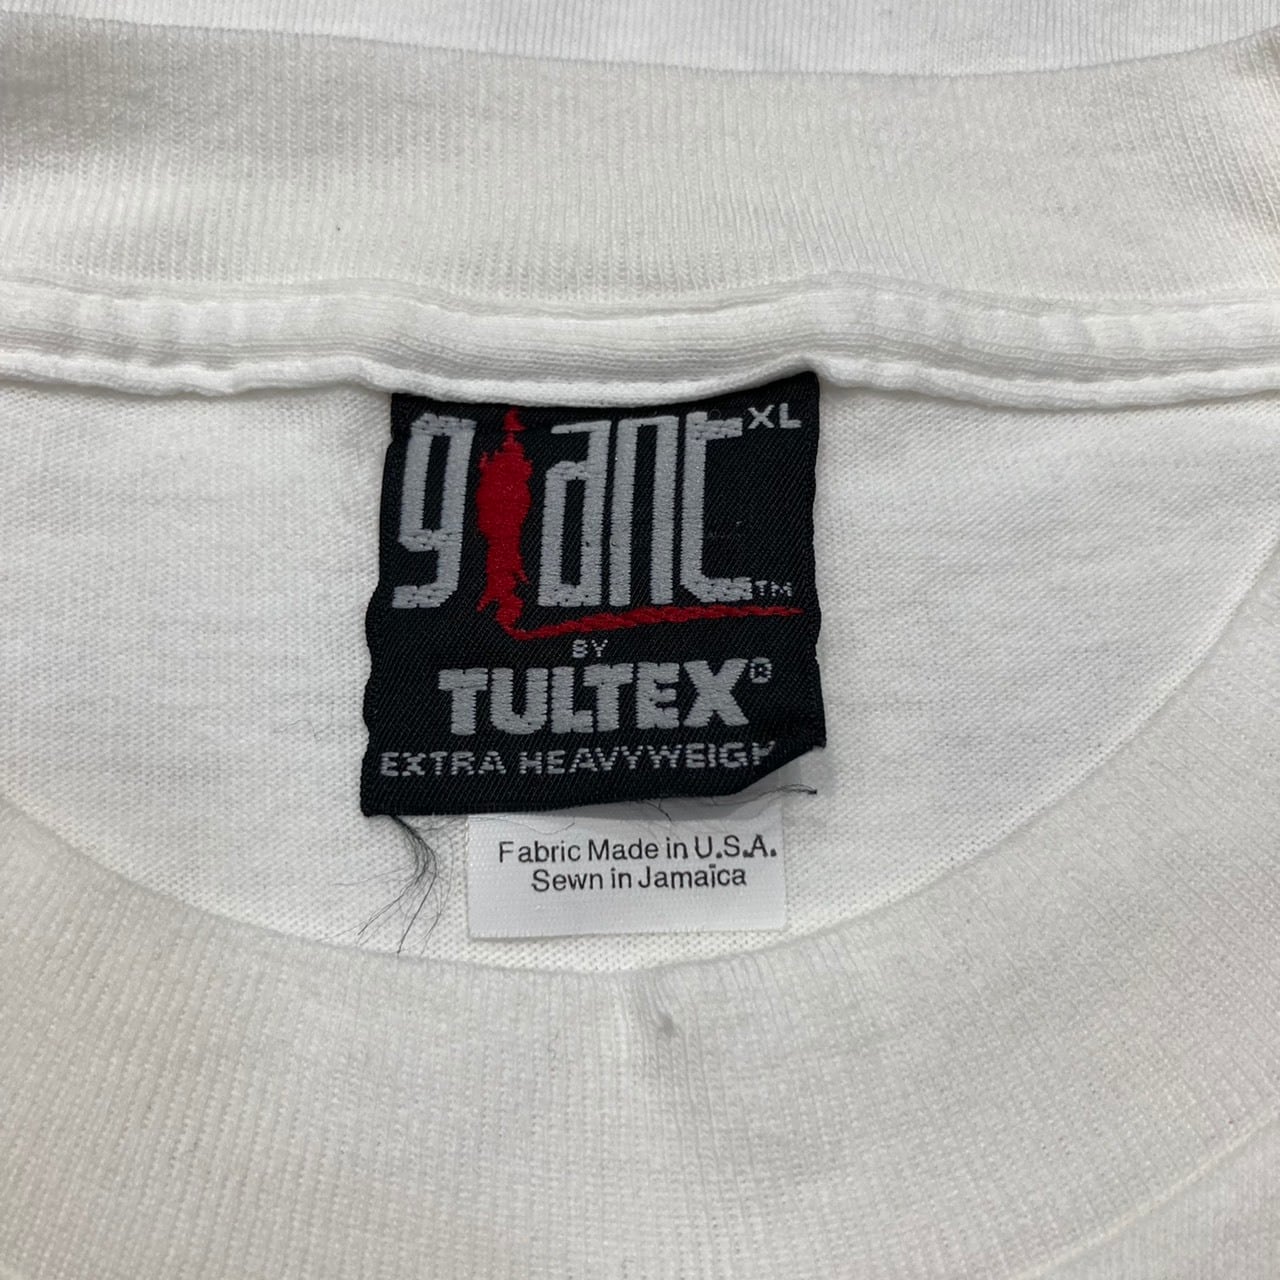 giant XL
TM
BY
TULTEX®
EXTRA HEAVYWEIGH
Fabric Made in U.S.A.
Sewn in Jamaica